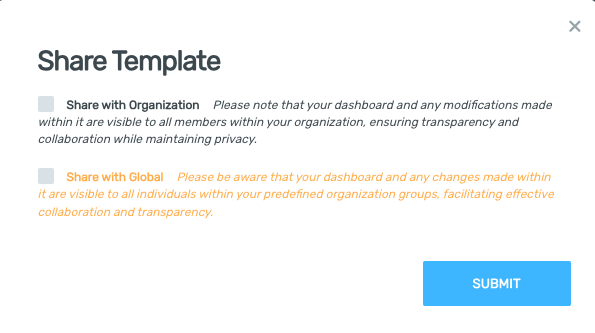 Share Template
Share with Organization Please note that your dashboard and any modifications made
within it are visible to all members within your organization, ensuring transparency and
collaboration while maintaining privacy.
Share with Global Please be aware that your dashboard and any changes made within
it are visible to all individuals within your predefined organization groups, facilitating effective
collaboration and transparency.
SUBMIT